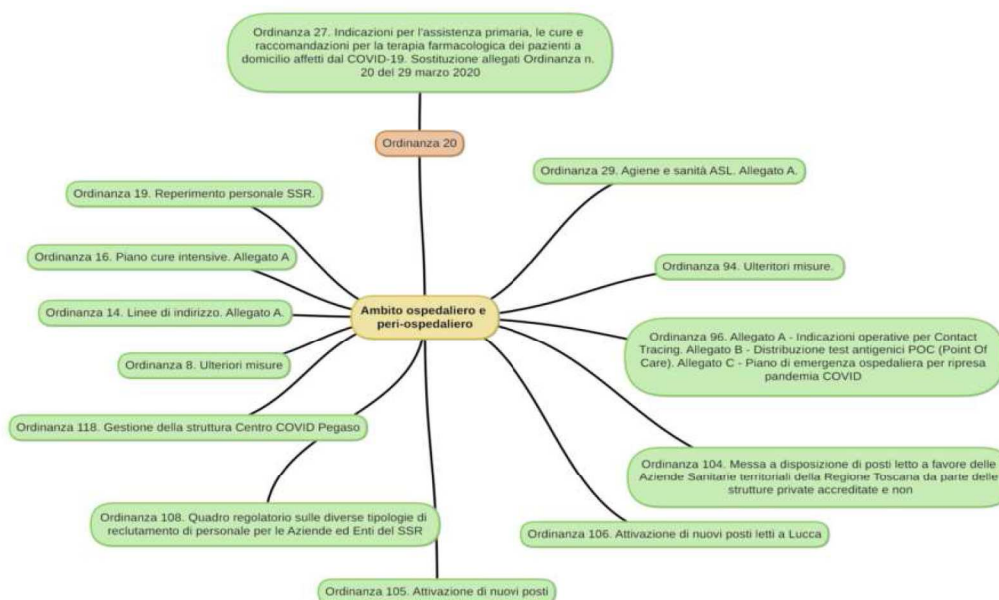 Ordinanza 27. Indicazioni per l'assistenza primaria, le cure e
raccomandazioni per la terapia farmacologica dei pazienti a
domicilio affetti dal COVID-19. Sostituzione allegati Ordinanza n.
20 del 29 marzo 2020
Ordinanza 20
Ordinanza 29. Agiene e sanità ASL. Allegato A.
Ordinanza 19. Reperimento personale SSR.
Ordinanza 16. Piano cure intensive. Allegato A
Ordinanza 94. Ulteritori misure.
Ordinanza 14. Linee di indirizzo. Allegato A.
Ambito ospedaliero e
peri-ospedaliero
Ordinanza 96. Allegato A - Indicazioni operative per Contact
Tracing. Allegato B - Distribuzione test antigenici POC (Point Of
Care). Allegato C - Piano di emergenza ospedaliera per ripresa
pandemia COVID
Ordinanza 8. Ulteriori misure
Ordinanza 118. Gestione della struttura Centro COVID Pegaso
Ordinanza 104. Messa a disposizione di posti letto a favore delle
Aziende Sanitarie territoriali della Regione Toscana da parte delle
strutture private accreditate e non
Ordinanza 108. Quadro regolatorio sulle diverse tipologie di
reclutamento di personale per le Aziende ed Enti del SSR
Ordinanza 106. Attivazione di nuovi posti letti a Lucca
Ordinanza 105. Attivazione di nuovi posti